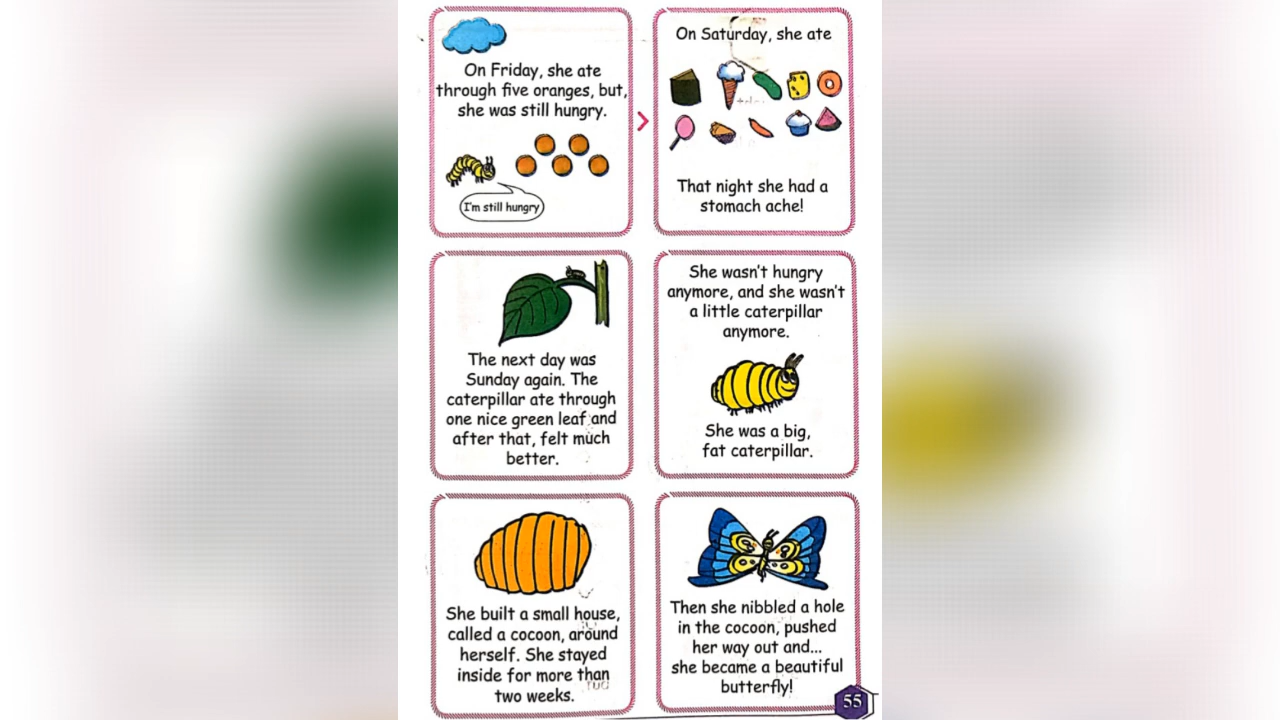 On Friday, she ate
through five oranges, but,
she was still hungry.
I'm still hungry
On Saturday, she ate
That night she had a
stomach ache!
The next day was
Sunday again. The
caterpillar ate through
one nice green leaf and
after that, felt much
better.
She wasn't hungry
anymore, and she wasn't
a little caterpillar
anymore.
She was a big,
fat caterpillar.
She built a small house,
called a cocoon, around
herself. She stayed
inside for more than
two weeks.
Then she nibbled a hole
in the cocoon, pushed
her way out and...
she became a beautiful
butterfly!
55